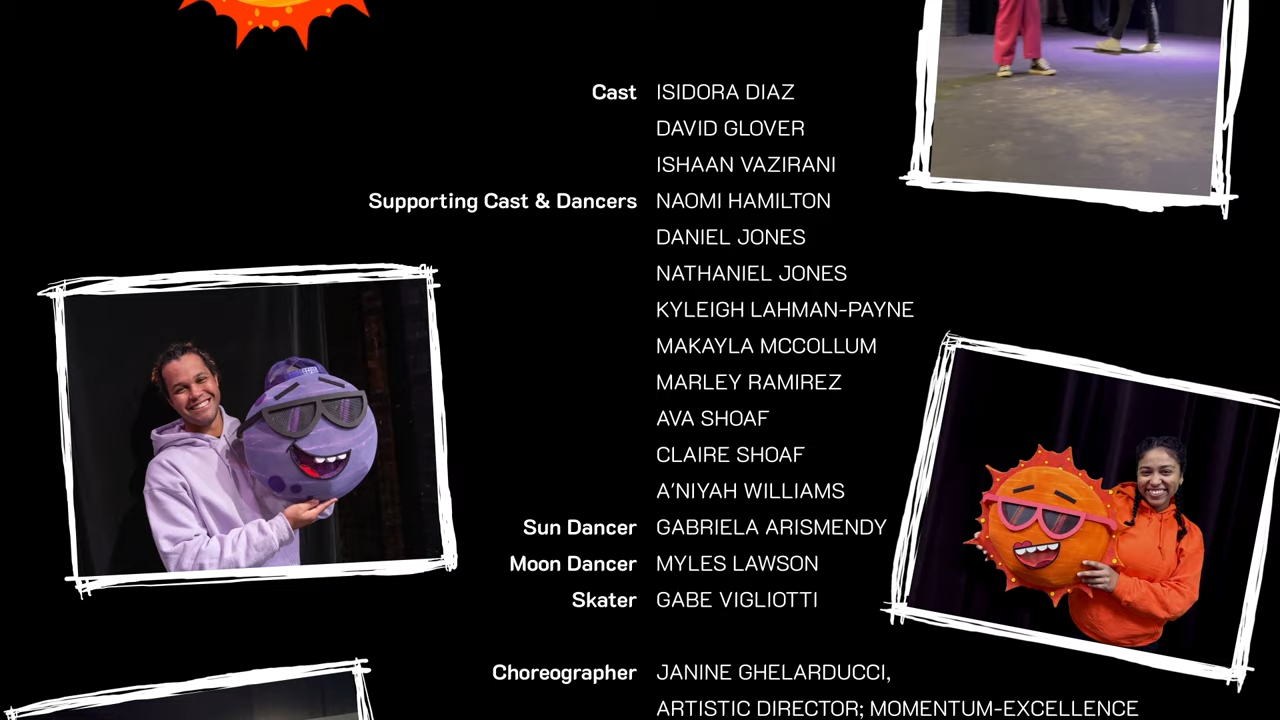 Cast ISIDORA DIAZ
DAVID GLOVER
ISHAAN VAZIRANI
Supporting Cast & Dancers NAOMI HAMILTON
DANIEL JONES
NATHANIEL JONES
KYLEIGH LAHMAN-PAYNE
MAKAYLA MCCOLLUM
MARLEY RAMIREZ
AVA SHOAF
CLAIRE SHOAF
A'NIYAH WILLIAMS
Sun Dancer GABRIELA ARISMENDY
Moon Dancer MYLES LAWSON
Skater GABE VIGLIOTTI
Choreographer JANINE GHELARDUCCI,
ARTISTIC DIRECTOR; MOMENTUM-EXCELLENCE